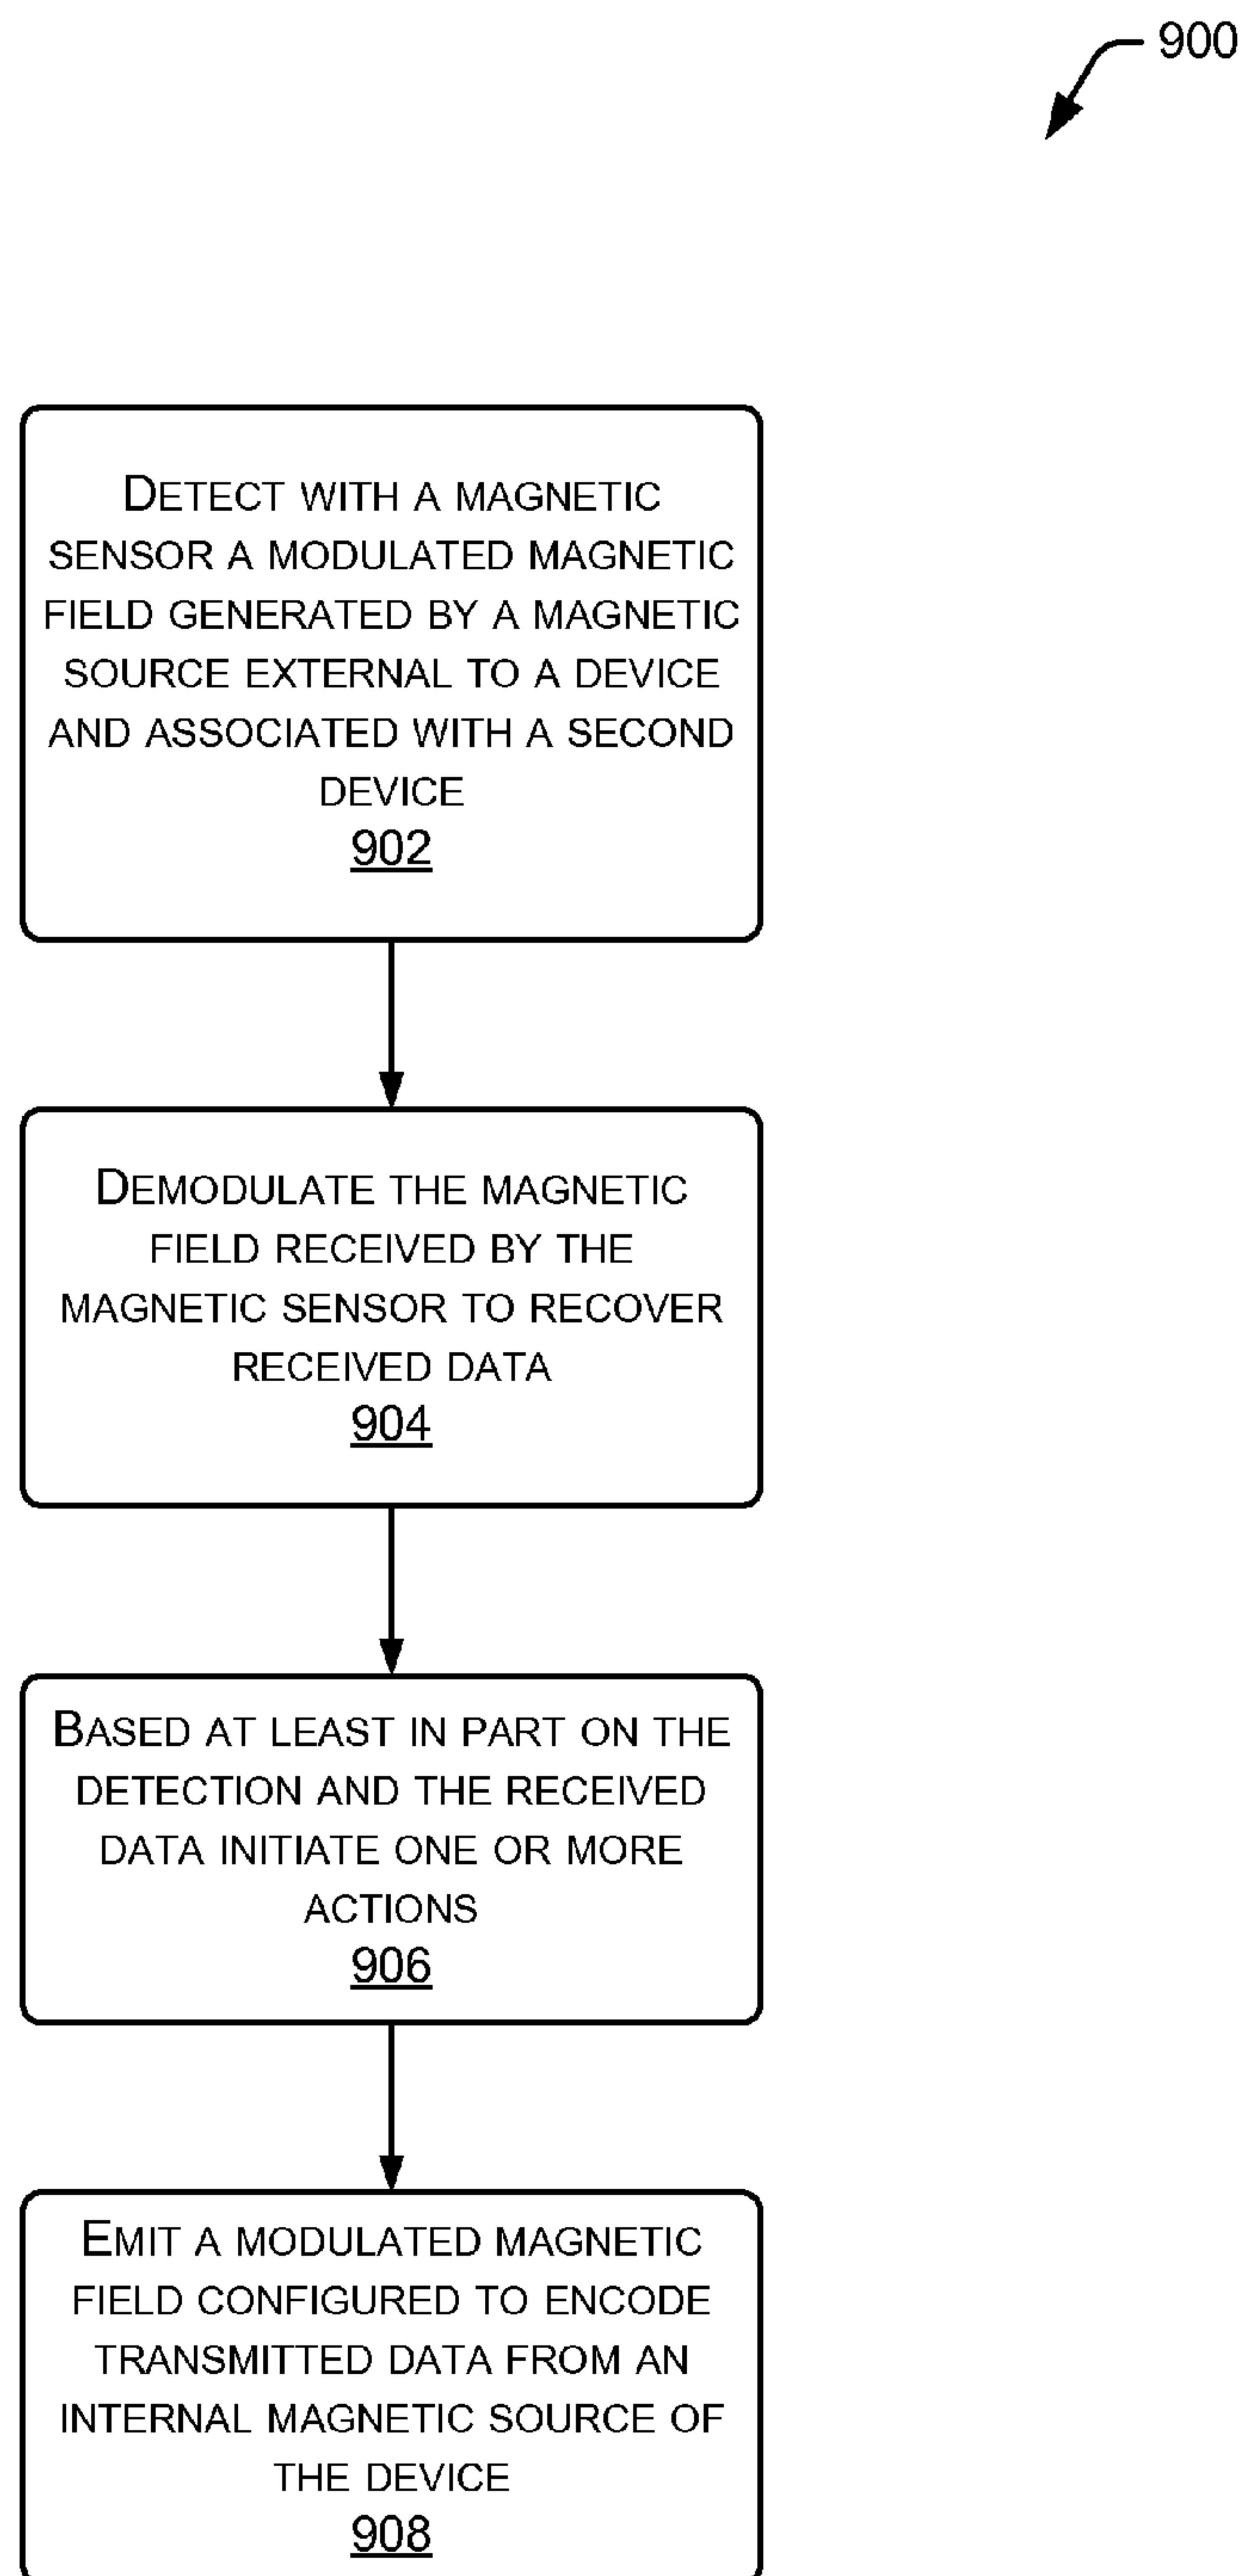 900
DETECT WITH A MAGNETIC
SENSOR A MODULATED MAGNETIC
FIELD GENERATED BY A MAGNETIC
SOURCE EXTERNAL TO A DEVICE
AND ASSOCIATED WITH A SECOND
DEVICE
902
DEMODULATE THE MAGNETIC
FIELD RECEIVED BY THE
MAGNETIC SENSOR TO RECOVER
RECEIVED DATA
904
BASED AT LEAST IN PART ON THE
DETECTION AND THE RECEIVED
DATA INITIATE ONE OR MORE
ACTIONS
906
EMIT A MODULATED MAGNETIC
FIELD CONFIGURED TO ENCODE
TRANSMITTED DATA FROM AN
INTERNAL MAGNETIC SOURCE OF
THE DEVICE
908